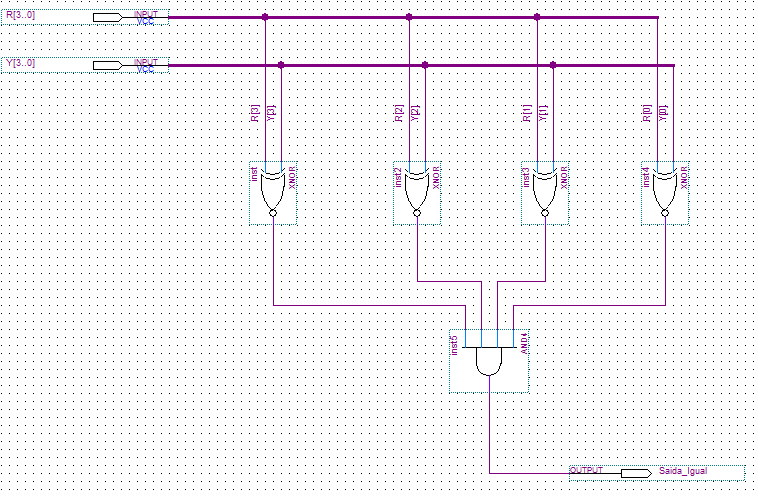 R[3..0] INPUT
VCC
Y[3..0] INPUT
VCC
R[3] Y[3] R[2] Y[2] R[1] Y[1] R[0] Y[0]
inst XNOR inst2 XNOR inst3 XNOR inst4 XNOR
inst5 AND4
OUTPUT Saida_Igual